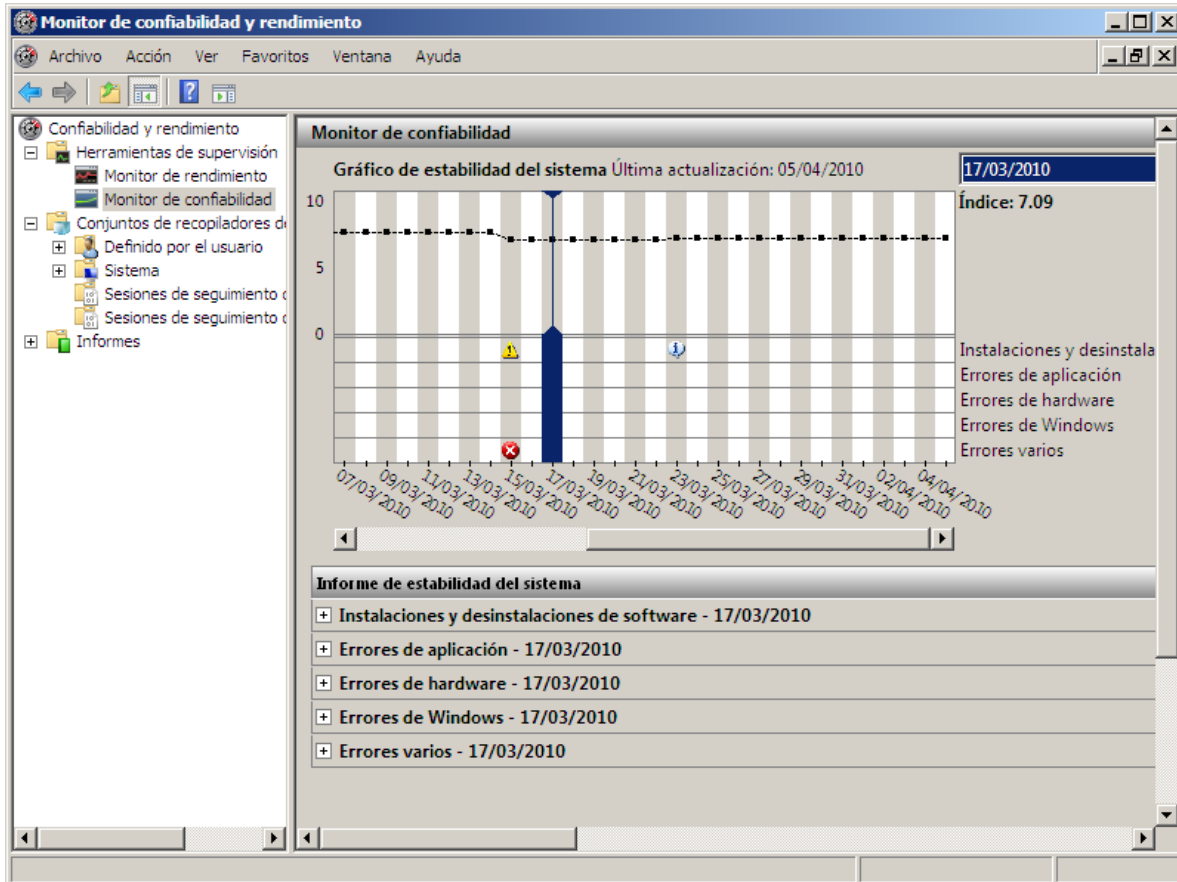 Monitor de confiabilidad y rendimiento
Archivo Acción Ver Favoritos Ventana Ayuda
Confiabilidad y rendimiento
Herramientas de supervisión
Monitor de rendimiento
Monitor de confiabilidad
Conjuntos de recopiladores de
Definido por el usuario
Sistema
Sesiones de seguimiento
Sesiones de seguimiento
Informes
Monitor de confiabilidad
Gráfico de estabilidad del sistema Última actualización: 05/04/2010
17/03/2010
Índice: 7.09
10
5
0
Instalaciones y desinstala
Errores de aplicación
Errores de hardware
Errores de Windows
Errores varios
07/03/2010 09/03/2010 11/03/2010 13/03/2010 15/03/2010 17/03/2010 19/03/2010 21/03/2010 23/03/2010 25/03/2010 27/03/2010 29/03/2010 31/03/2010 02/04/2010 04/04/2010
Informe de estabilidad del sistema
Instalaciones y desinstalaciones de software - 17/03/2010
Errores de aplicación - 17/03/2010
Errores de hardware - 17/03/2010
Errores de Windows - 17/03/2010
Errores varios - 17/03/2010